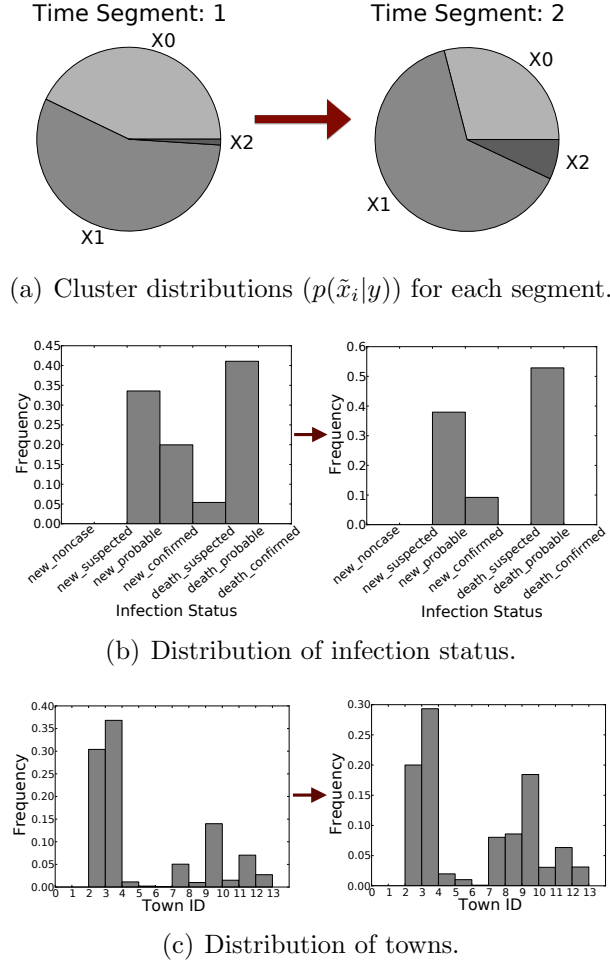 Time Segment: 1
Time Segment: 2
X0
X1
X2
X0
X1
X2
(a) Cluster distributions (p(x̃_i|y)) for each segment.
Frequency
0.45
0.40
0.35
0.30
0.25
0.20
0.15
0.10
0.05
0.00
new_noncase
new_suspected
new_probable
new_confirmed
death_suspected
death_probable
death_confirmed
Infection Status
Frequency
0.6
0.5
0.4
0.3
0.2
0.1
0.0
new_noncase
new_suspected
new_probable
new_confirmed
death_suspected
death_probable
death_confirmed
Infection Status
(b) Distribution of infection status.
Frequency
0.40
0.35
0.30
0.25
0.20
0.15
0.10
0.05
0.00
0 1 2 3 4 5 6 7 8 9 10 11 12 13
Town ID
Frequency
0.30
0.25
0.20
0.15
0.10
0.05
0.00
0 1 2 3 4 5 6 7 8 9 10 11 12 13
Town ID
(c) Distribution of towns.